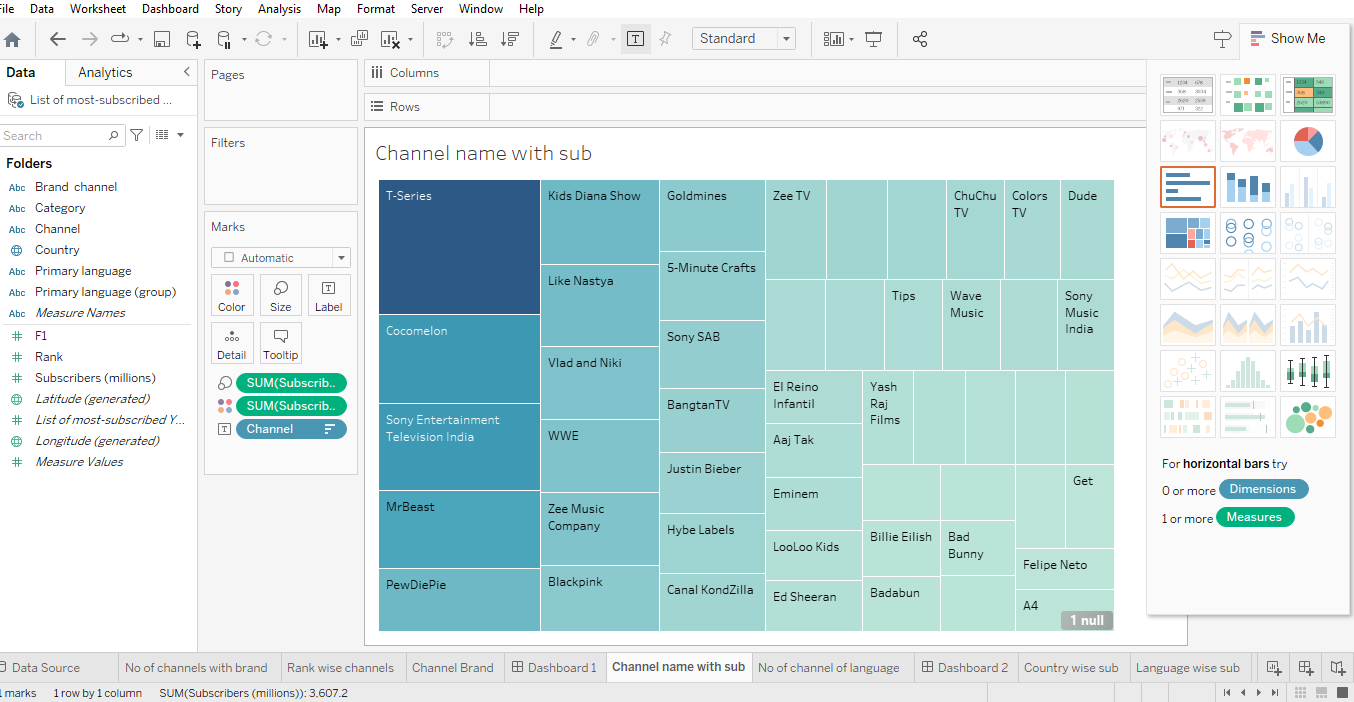 File Data Worksheet Dashboard Story Analysis Map Format Server Window Help
Standard
Show Me
Data Analytics
Pages
Columns
List of most-subscribed ...
Rows
Search
Filters
Folders
Abc Brand channel
Abc Category
Abc Channel
Country
Abc Primary language
Abc Primary language (group)
Abc Measure Names
F1
Rank
Subscribers (millions)
Latitude (generated)
List of most-subscribed Y...
Longitude (generated)
Measure Values
Marks
Automatic
Color Size Label
Detail Tooltip
SUM(Subscrib..
SUM(Subscrib..
Channel
Channel name with sub
T-Series
Cocomelon
Sony Entertainment
Television India
MrBeast
PewDiePie
Kids Diana Show
Like Nastya
Vlad and Niki
WWE
Zee Music
Company
Blackpink
Goldmines
5-Minute Crafts
Sony SAB
BangtanTV
Justin Bieber
Hybe Labels
Canal KondZilla
Zee TV
ChuChu
TV
Colors
TV
Dude
Tips
Wave
Music
Sony
Music
India
El Reino
Infantil
Aaj Tak
Eminem
LooLoo Kids
Ed Sheeran
Yash
Raj
Films
Billie Eilish
Badabun
Bad
Bunny
Get
Felipe Neto
A4
1 null
For horizontal bars try
0 or more Dimensions
1 or more Measures
Data Source No of channels with brand Rank wise channels Channel Brand Dashboard 1 Channel name with sub No of channel of language Dashboard 2 Country wise sub Language wise sub
marks 1 row by 1 column SUM(Subscribers (millions)): 3,607.2